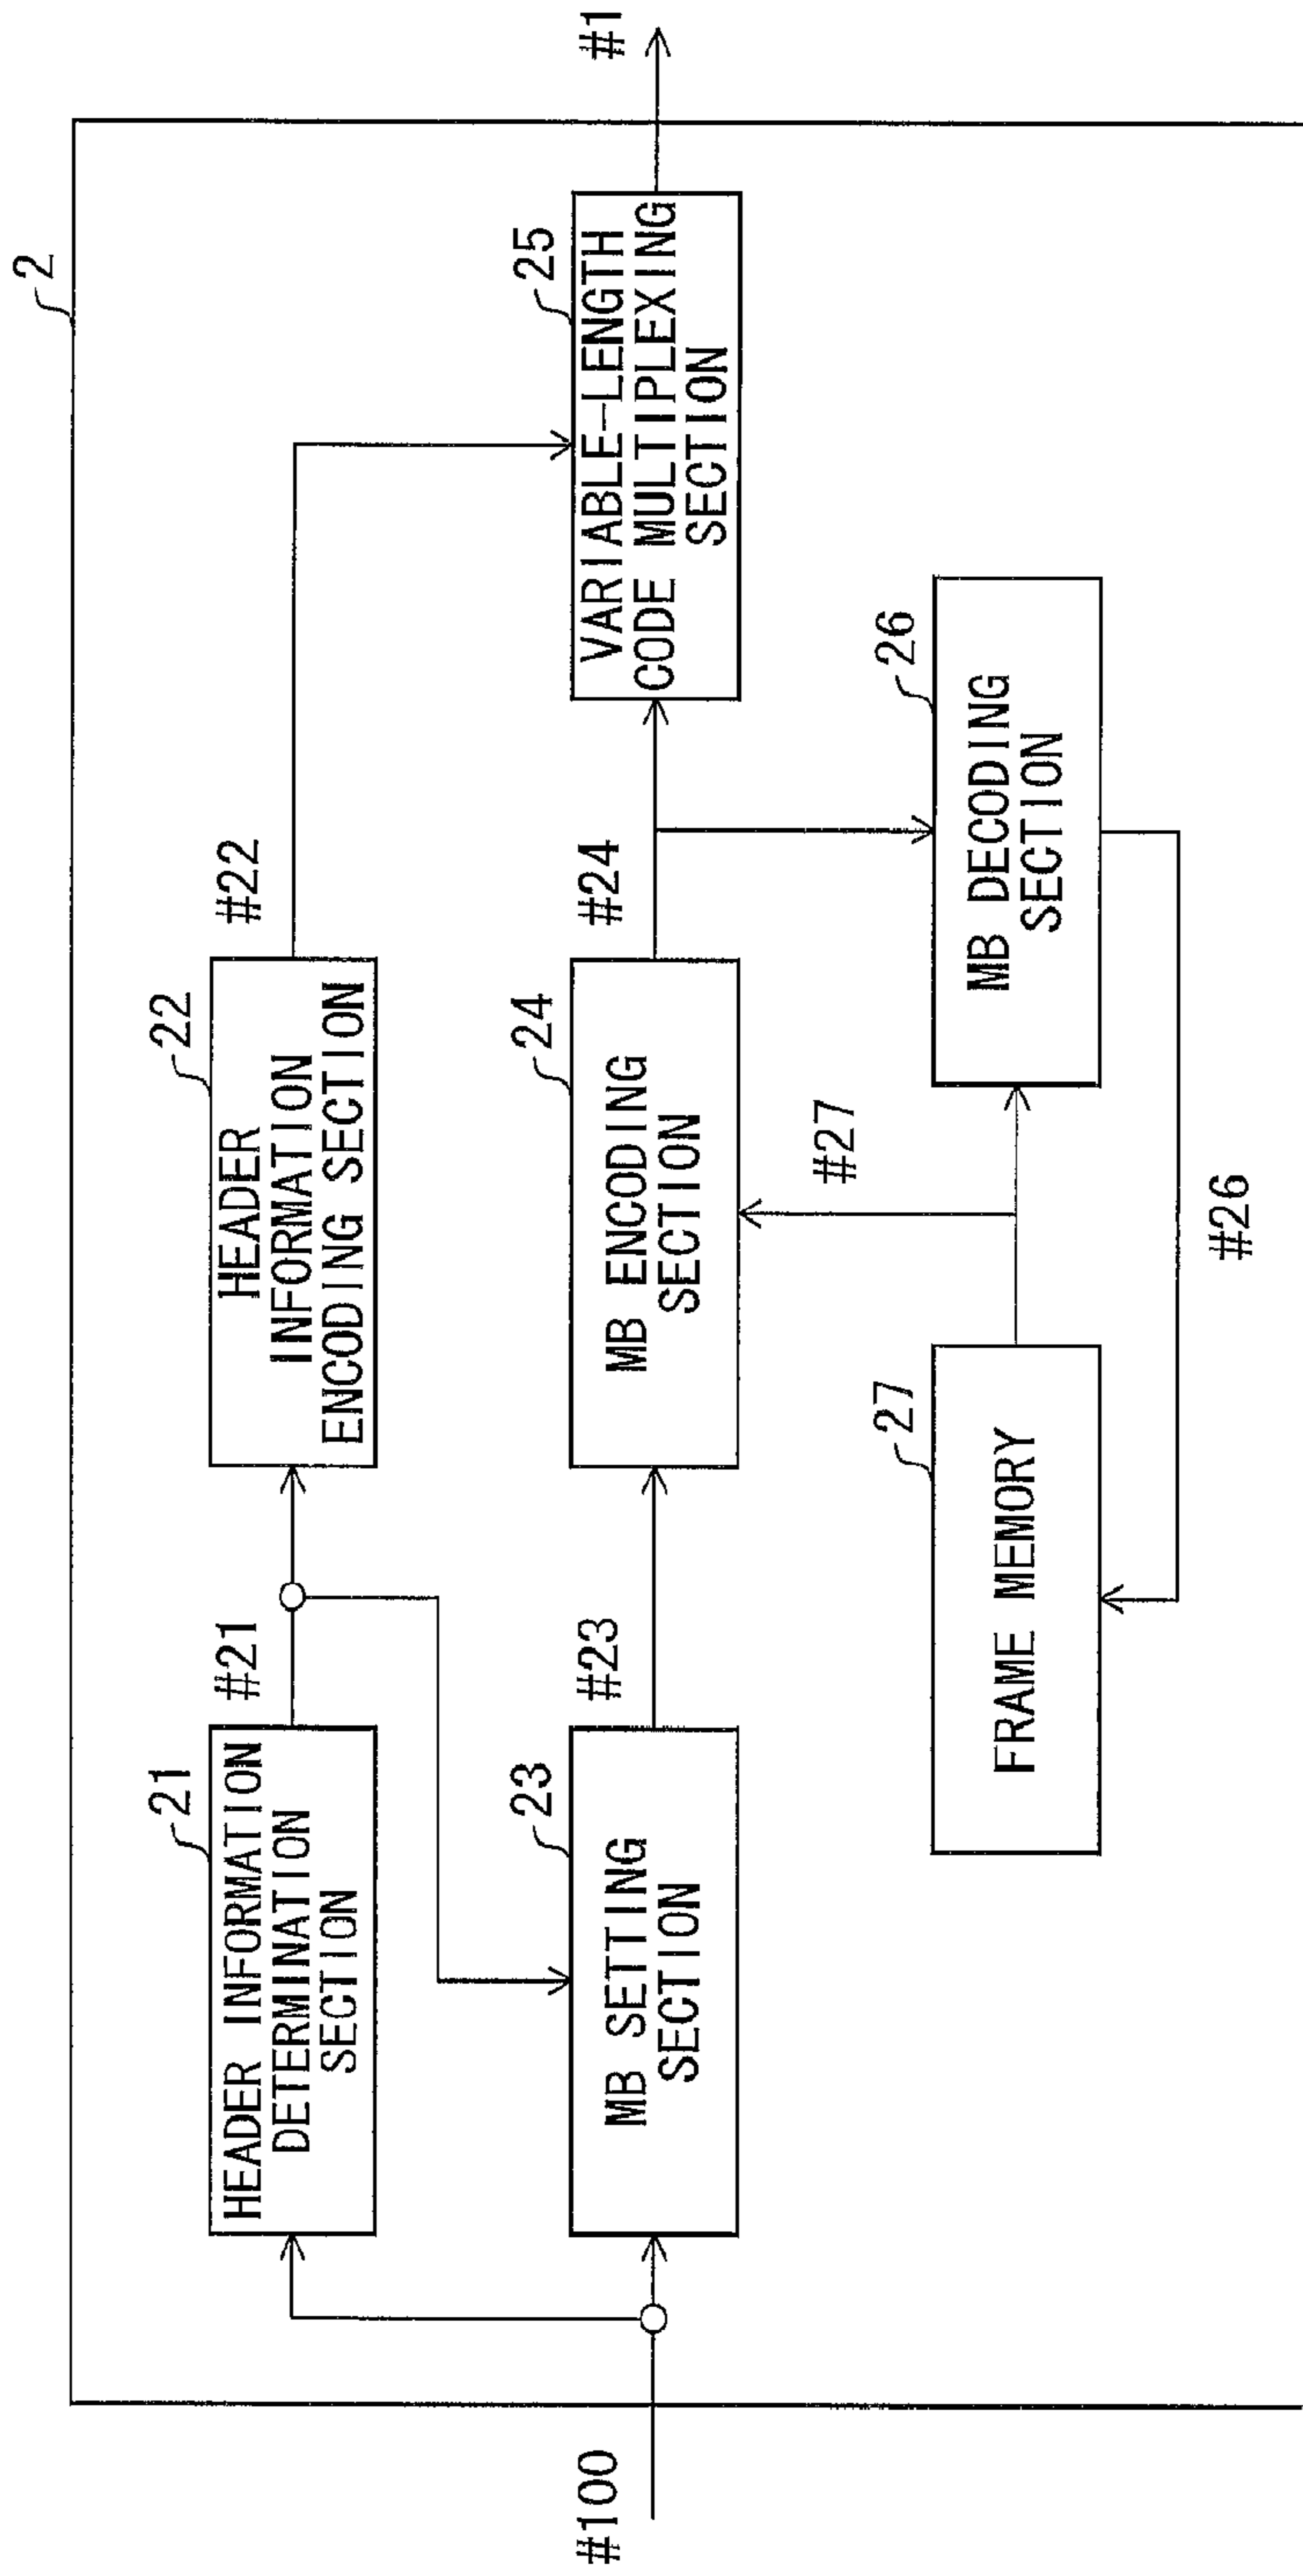 2
21
HEADER INFORMATION
DETERMINATION
SECTION
#21
22
HEADER
INFORMATION
ENCODING SECTION
#22
#100
23
MB SETTING
SECTION
#23
24
MB ENCODING
SECTION
#24
25
VARIABLE-LENGTH
CODE MULTIPLEXING
SECTION
#1
27
FRAME MEMORY
#27
26
MB DECODING
SECTION
#26